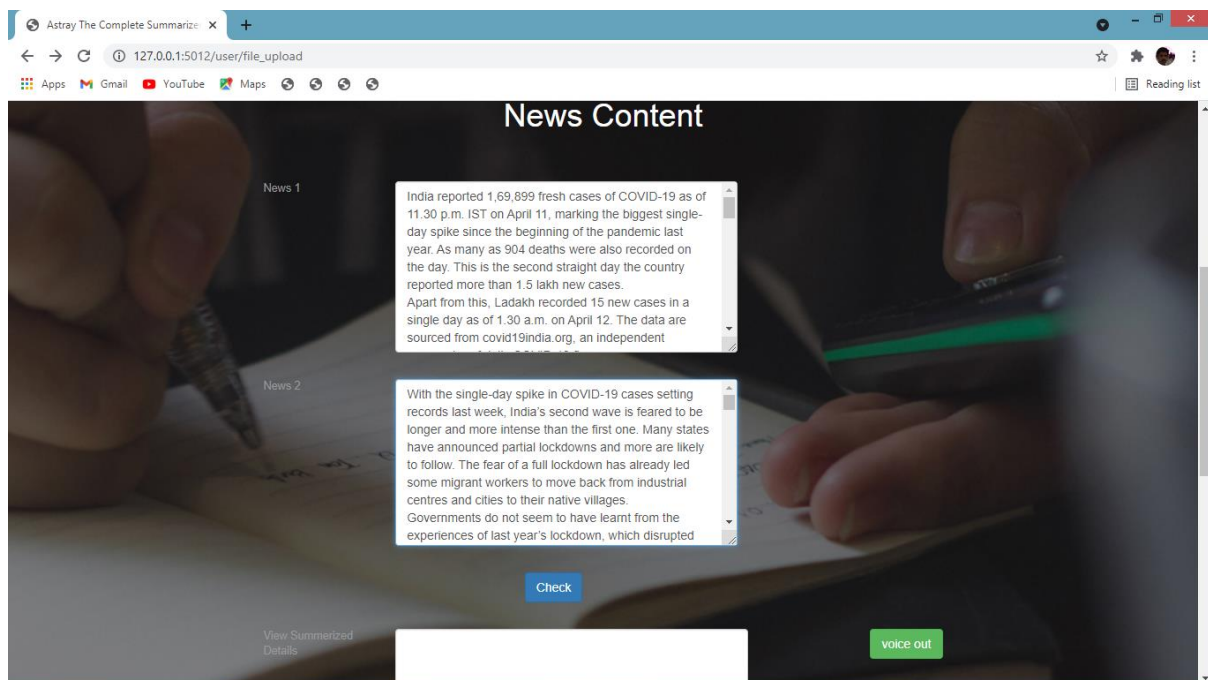 Astray The Complete Summarize
127.0.0.1:5012/user/file_upload
Apps Gmail YouTube Maps Reading list
News Content
News 1
India reported 1,69,899 fresh cases of COVID-19 as of
11.30 p.m. IST on April 11, marking the biggest single-
day spike since the beginning of the pandemic last
year. As many as 904 deaths were also recorded on
the day. This is the second straight day the country
reported more than 1.5 lakh new cases.
Apart from this, Ladakh recorded 15 new cases in a
single day as of 1.30 a.m. on April 12. The data are
sourced from covid19india.org, an independent
News 2
With the single-day spike in COVID-19 cases setting
records last week, India’s second wave is feared to be
longer and more intense than the first one. Many states
have announced partial lockdowns and more are likely
to follow. The fear of a full lockdown has already led
some migrant workers to move back from industrial
centres and cities to their native villages.
Governments do not seem to have learnt from the
experiences of last year’s lockdown, which disrupted
Check
View Summerized
Details
voice out